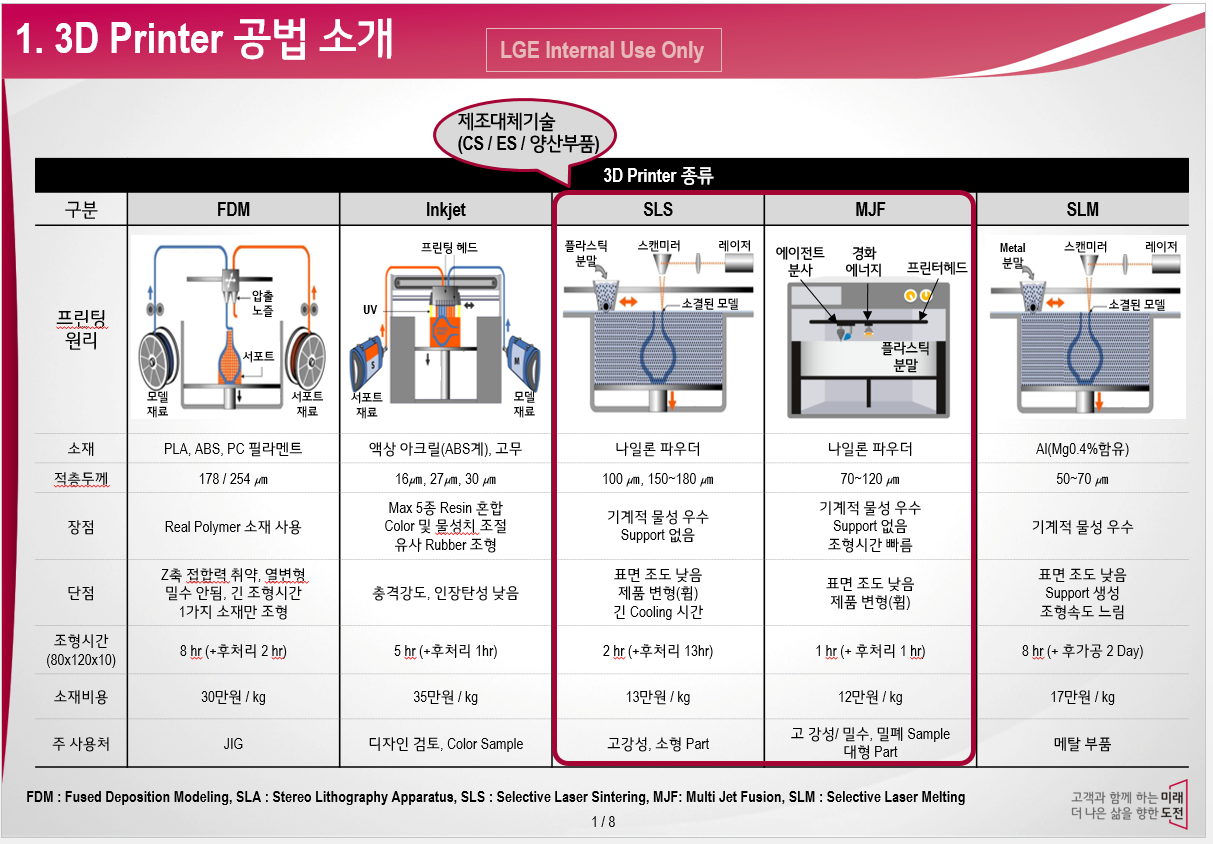 1. 3D Printer 공법 소개
LGE Internal Use Only
제조대체기술
(CS / ES / 양산부품)
3D Printer 종류
구분
FDM
Inkjet
SLS
MJF
SLM
프린팅
원리
압출
노즐
서포트
모델
재료
서포트
재료
프린팅 헤드
UV
S
M
서포트
재료
모델
재료
플라스틱
분말
스캔미러
레이저
소결된 모델
에이전트
분사
경화
에너지
프린터헤드
플라스틱
분말
Metal
분말
스캔미러
레이저
소결된 모델
소재
PLA, ABS, PC 필라멘트
액상 아크릴(ABS계), 고무
나일론 파우더
나일론 파우더
Al(Mg0.4%함유)
적층두께
178 / 254 ㎛
16㎛, 27㎛, 30 ㎛
100 ㎛, 150~180 ㎛
70~120 ㎛
50~70 ㎛
장점
Real Polymer 소재 사용
Max 5종 Resin 혼합
Color 및 물성치 조절
유사 Rubber 조형
기계적 물성 우수
Support 없음
기계적 물성 우수
Support 없음
조형시간 빠름
기계적 물성 우수
단점
Z축 접합력 취약, 열변형
밀수 안됨, 긴 조형시간
1가지 소재만 조형
충격강도, 인장탄성 낮음
표면 조도 낮음
제품 변형(휨)
긴 Cooling 시간
표면 조도 낮음
제품 변형(휨)
표면 조도 낮음
Support 생성
조형속도 느림
조형시간
(80x120x10)
8 hr (+후처리 2 hr)
5 hr (+후처리 1hr)
2 hr (+후처리 13hr)
1 hr (+ 후처리 1 hr)
8 hr (+ 후가공 2 Day)
소재비용
30만원 / kg
35만원 / kg
13만원 / kg
12만원 / kg
17만원 / kg
주 사용처
JIG
디자인 검토, Color Sample
고강성, 소형 Part
고 강성/ 밀수, 밀폐 Sample
대형 Part
메탈 부품
FDM : Fused Deposition Modeling, SLA : Stereo Lithography Apparatus, SLS : Selective Laser Sintering, MJF: Multi Jet Fusion, SLM : Selective Laser Melting
고객과 함께 하는 미래
더 나은 삶을 향한 도전
1 / 8